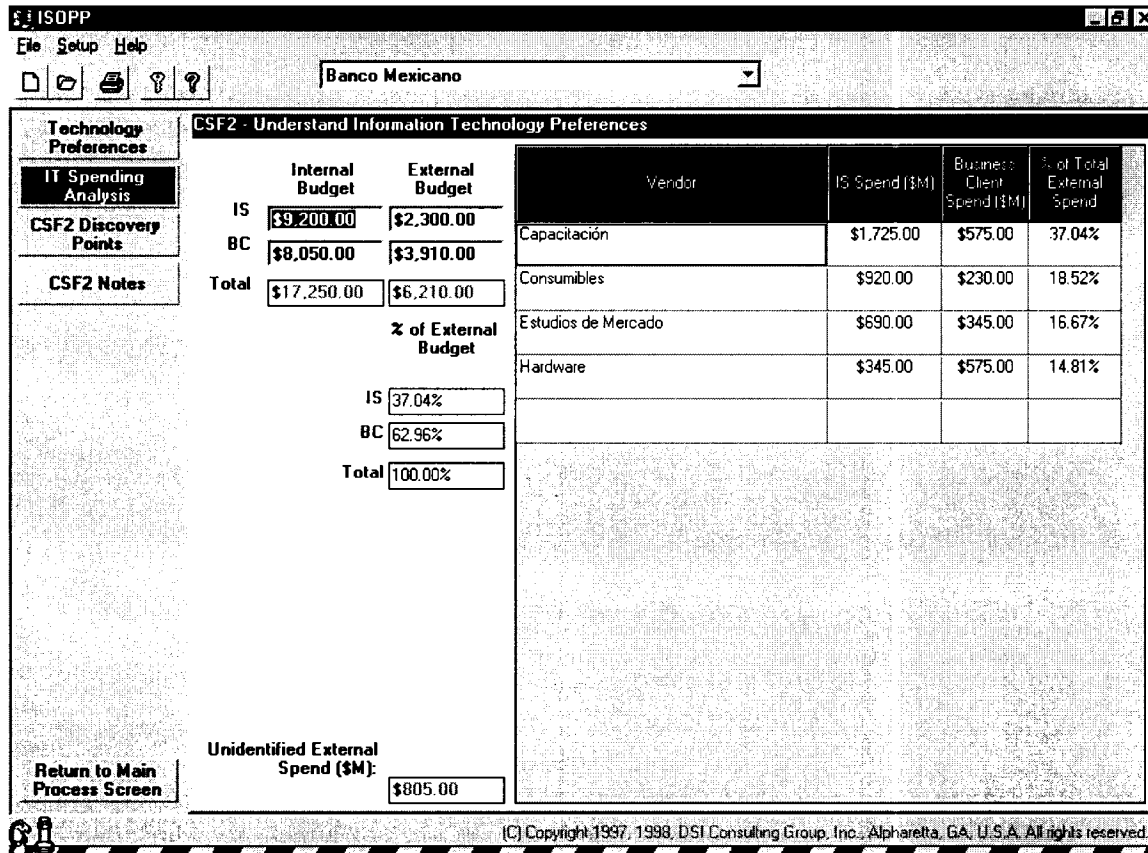 ISOPP
File Setup Help
Banco Mexicano
Technology
Preferences
IT Spending
Analysis
CSF2 Discovery
Points
CSF2 Notes
Return to Main
Process Screen
CSF2 - Understand Information Technology Preferences
Internal Budget External Budget
IS $9,200.00 $2,300.00
BC $8,050.00 $3,910.00
Total $17,250.00 $6,210.00
% of External
Budget
IS 37.04%
BC 62.96%
Total 100.00%
Unidentified External
Spend ($M):
$805.00
Vendor IS Spend ($M) Business Client Spend ($M) % of Total External Spend
Capacitación $1,725.00 $575.00 37.04%
Consumibles $920.00 $230.00 18.52%
Estudios de Mercado $690.00 $345.00 16.67%
Hardware $345.00 $575.00 14.81%
(C) Copyright 1997, 1998, DSI Consulting Group, Inc., Alpharetta, GA, U.S.A. All rights reserved